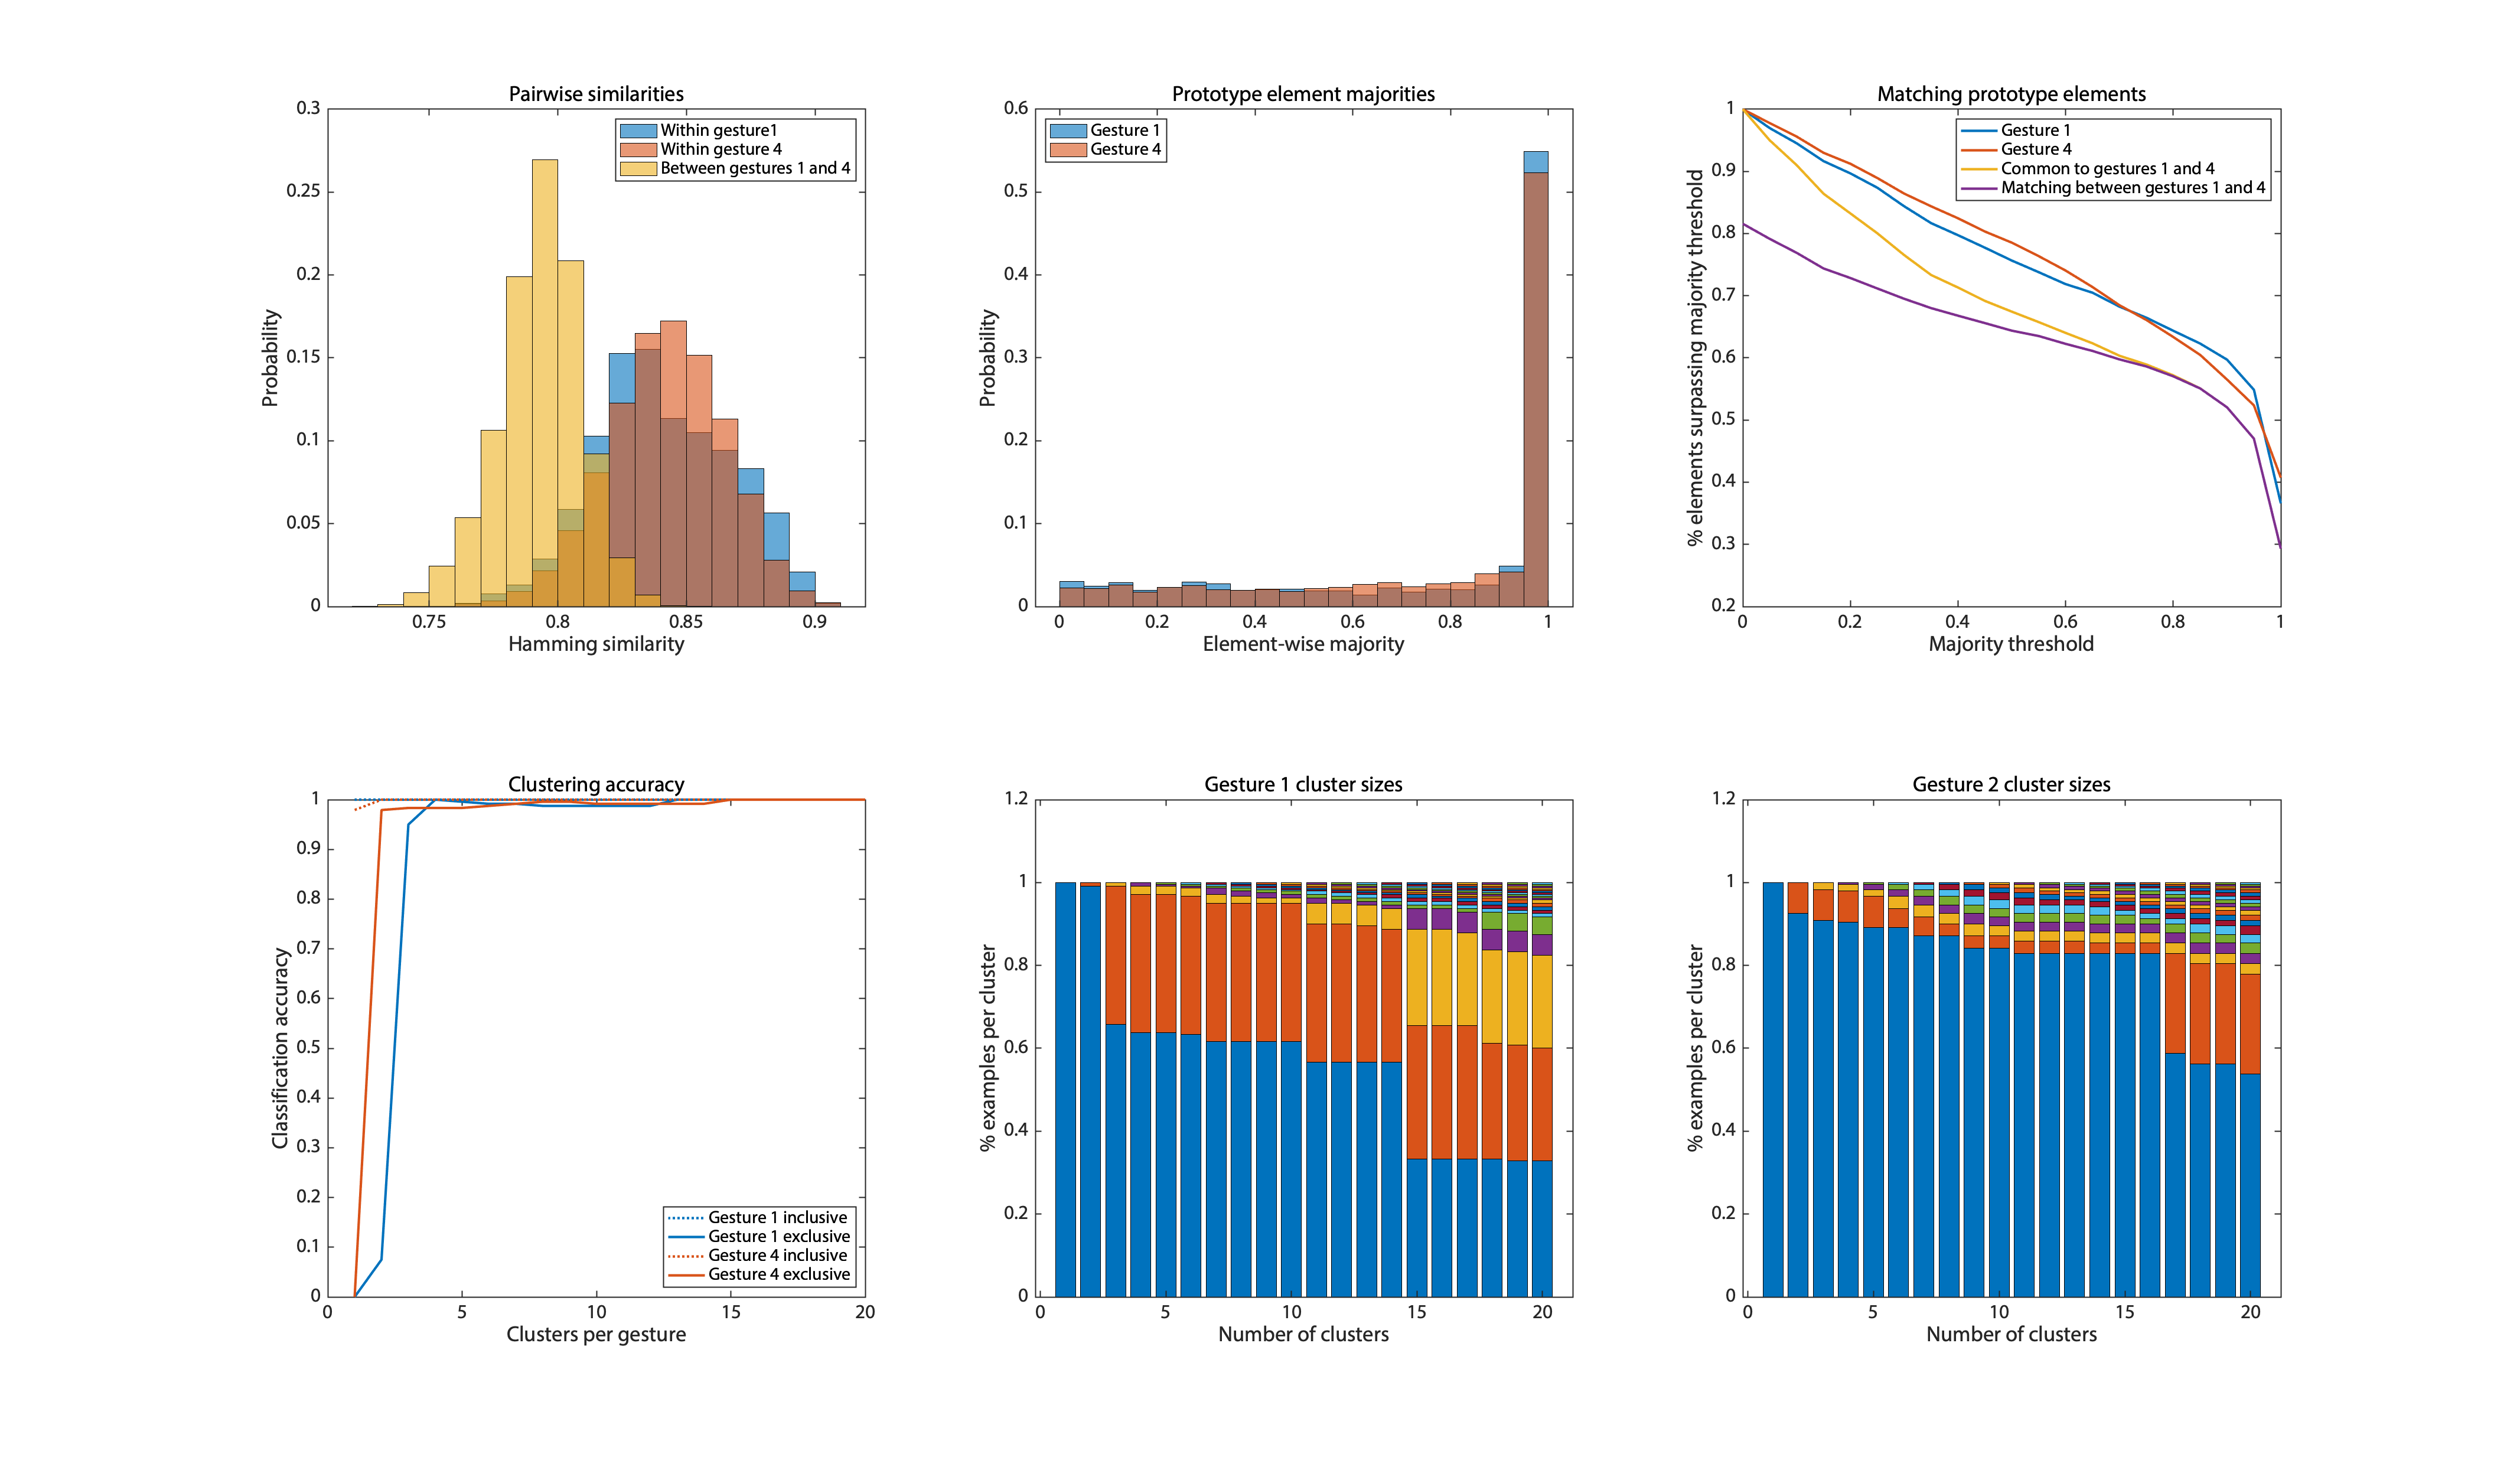 Pairwise similarities
0.3
0.25
0.2
0.15
0.1
0.05
0
Probability
Within gesture1
Within gesture 4
Between gestures 1 and 4
0.75 0.8 0.85 0.9
Hamming similarity
Prototype element majorities
0.6
0.5
0.4
0.3
0.2
0.1
0
Probability
Gesture 1
Gesture 4
0 0.2 0.4 0.6 0.8 1
Element-wise majority
Matching prototype elements
1
0.9
0.8
0.7
0.6
0.5
0.4
0.3
0.2
% elements surpassing majority threshold
Gesture 1
Gesture 4
Common to gestures 1 and 4
Matching between gestures 1 and 4
0 0.2 0.4 0.6 0.8 1
Majority threshold
Clustering accuracy
1
0.9
0.8
0.7
0.6
0.5
0.4
0.3
0.2
0.1
0
Classification accuracy
Gesture 1 inclusive
Gesture 1 exclusive
Gesture 4 inclusive
Gesture 4 exclusive
0 5 10 15 20
Clusters per gesture
Gesture 1 cluster sizes
1.2
1
0.8
0.6
0.4
0.2
0
% examples per cluster
0 5 10 15 20
Number of clusters
Gesture 2 cluster sizes
1.2
1
0.8
0.6
0.4
0.2
0
% examples per cluster
0 5 10 15 20
Number of clusters